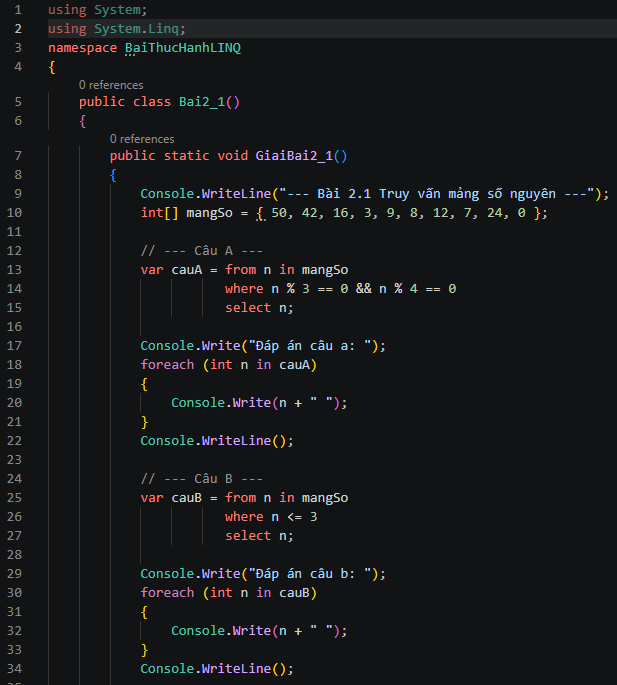 1 using System;
2 using System.Linq;
3 namespace BaiThucHanhLINQ
4 {
0 references
5 public class Bai2_1()
6 {
0 references
7 public static void GiaiBai2_1()
8 {
9 Console.WriteLine("--- Bài 2.1 Truy vấn mảng số nguyên ---");
10 int[] mangSo = { 50, 42, 16, 3, 9, 8, 12, 7, 24, 0 };
11
12 // --- Câu A ---
13 var cauA = from n in mangSo
14 where n % 3 == 0 && n % 4 == 0
15 select n;
16
17 Console.Write("Đáp án câu a: ");
18 foreach (int n in cauA)
19 {
20 Console.Write(n + " ");
21 }
22 Console.WriteLine();
23
24 // --- Câu B ---
25 var cauB = from n in mangSo
26 where n <= 3
27 select n;
28
29 Console.Write("Đáp án câu b: ");
30 foreach (int n in cauB)
31 {
32 Console.Write(n + " ");
33 }
34 Console.WriteLine();